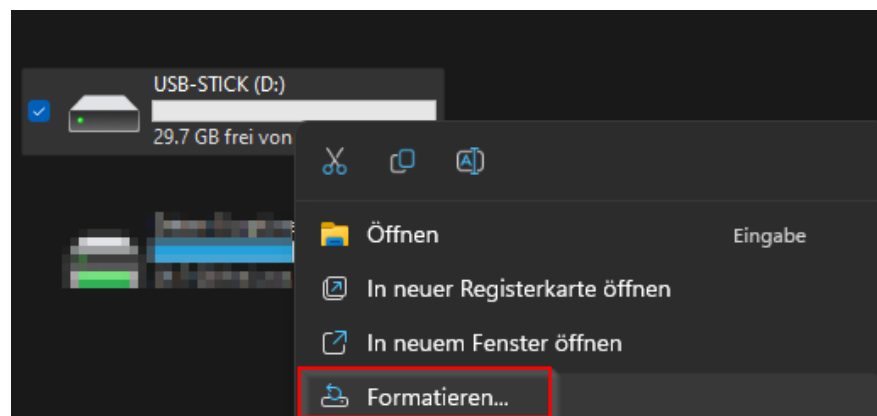 USB-STICK (D:)
29.7 GB frei von
Öffnen Eingabe
In neuer Registerkarte öffnen
In neuem Fenster öffnen
Formatieren...